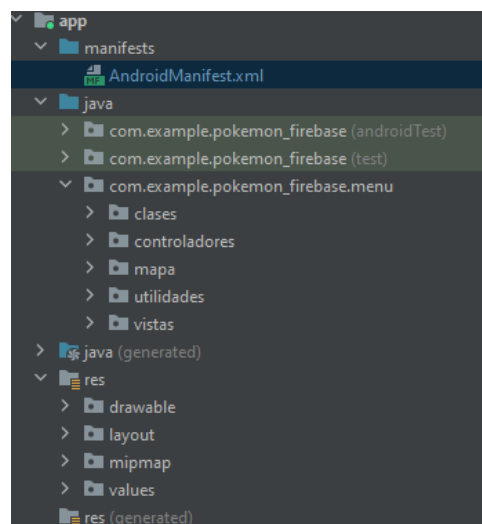 app
manifests
AndroidManifest.xml
java
com.example.pokemon_firebase (androidTest)
com.example.pokemon_firebase (test)
com.example.pokemon_firebase.menu
clases
controladores
mapa
utilidades
vistas
java (generated)
res
drawable
layout
mipmap
values
res (generated)